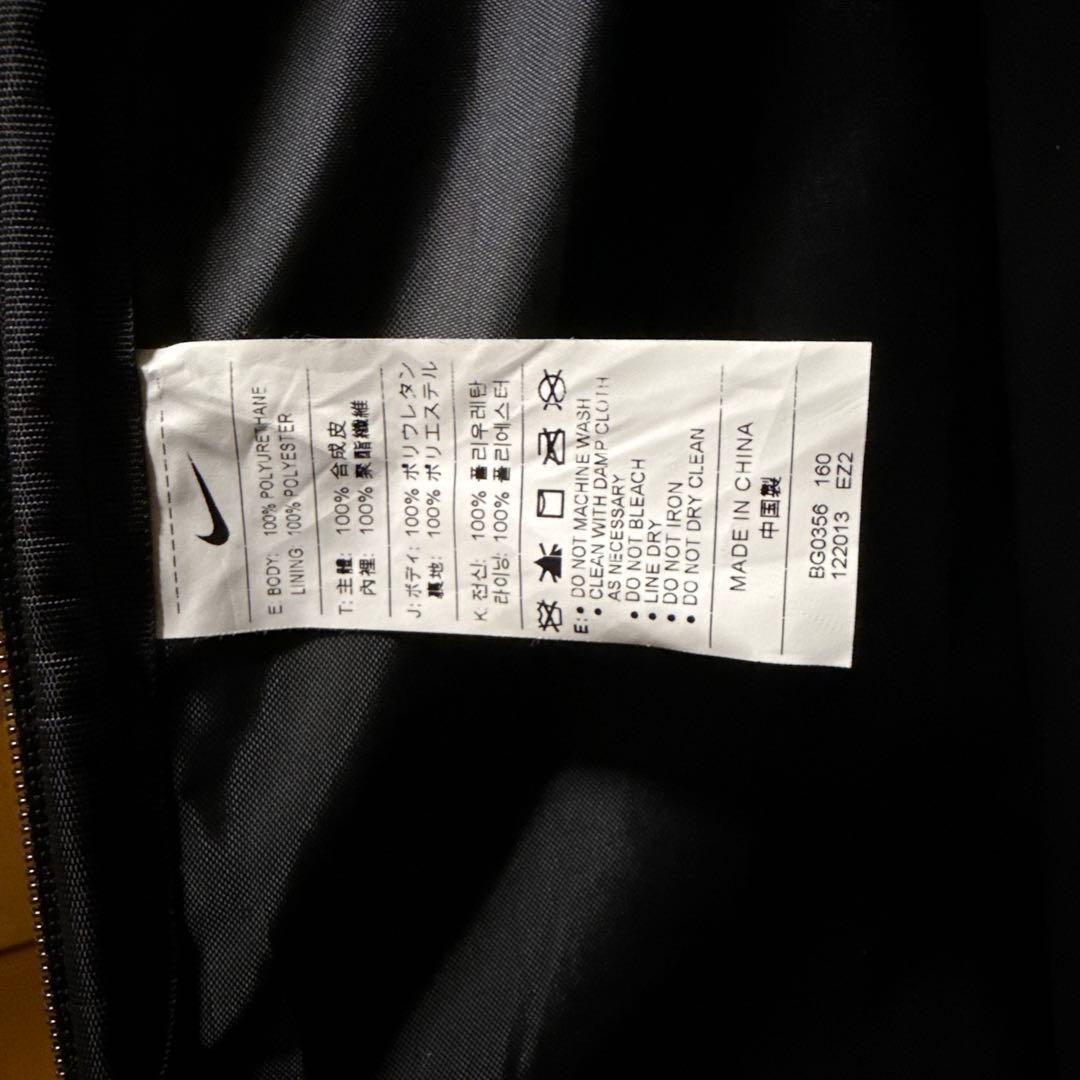 E: BODY: 100% POLYURETHANE
LINING: 100% POLYESTER
T: 主體: 100% 合成皮
內裡: 100% 聚酯纖維
J: ボディ: 100% ポリウレタン
裏地: 100% ポリエステル
K: 전신: 100% 폴리우레탄
라이닝: 100% 폴리에스터
E: • DO NOT MACHINE WASH
• CLEAN WITH DAMP CLOTH
AS NECESSARY
• DO NOT BLEACH
• LINE DRY
• DO NOT IRON
• DO NOT DRY CLEAN
MADE IN CHINA
中国製
BG0356 160
122013 EZ2